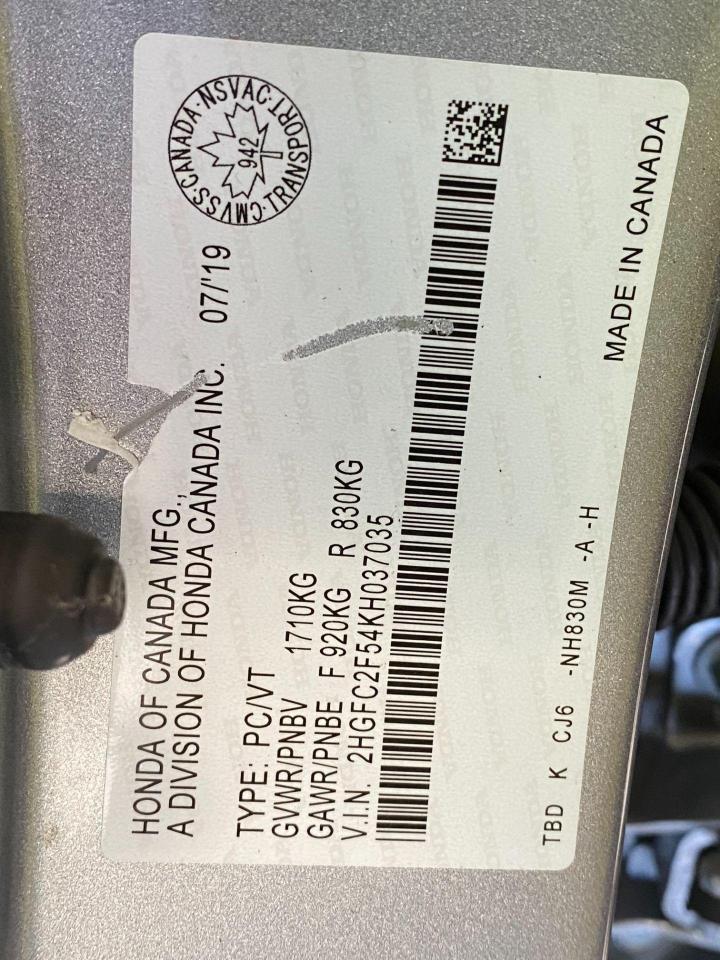 HONDA OF CANADA MFG.,
A DIVISION OF HONDA CANADA INC. 07/'19
CMVSS·CANADA·NSVAC·TRANSPORT·
942
TYPE: PC/VT
GVWR/PNBV 1710KG
GAWR/PNBE F 920KG R 830KG
V.I.N. 2HGFC2F54KH037035
TBD K CJ6 -NH830M -A -H
MADE IN CANADA